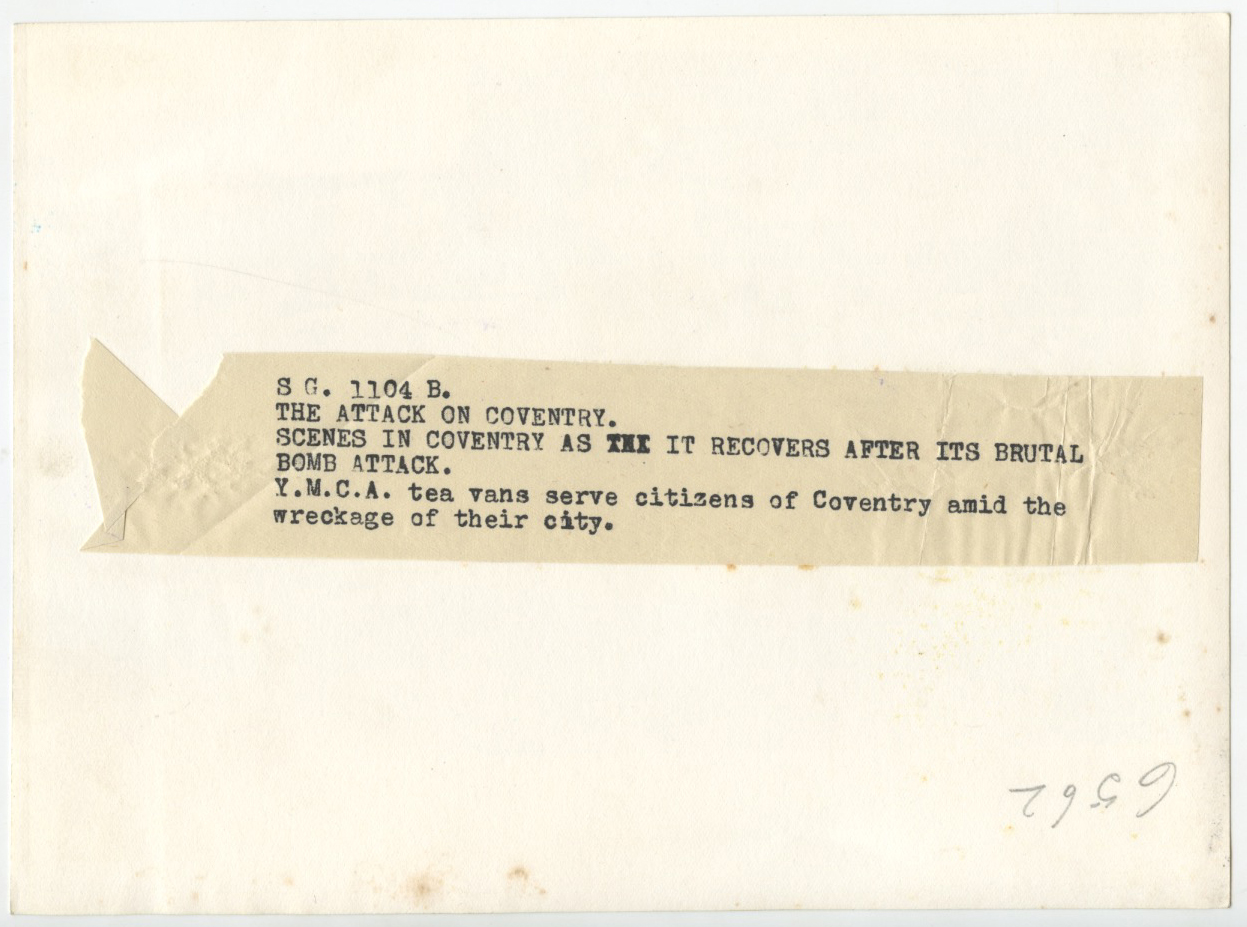 S G. 1104 B.
THE ATTACK ON COVENTRY.
SCENES IN COVENTRY AS IT RECOVERS AFTER ITS BRUTAL
BOMB ATTACK.
Y.M.C.A. tea vans serve citizens of Coventry amid the
wreckage of their city.
6562